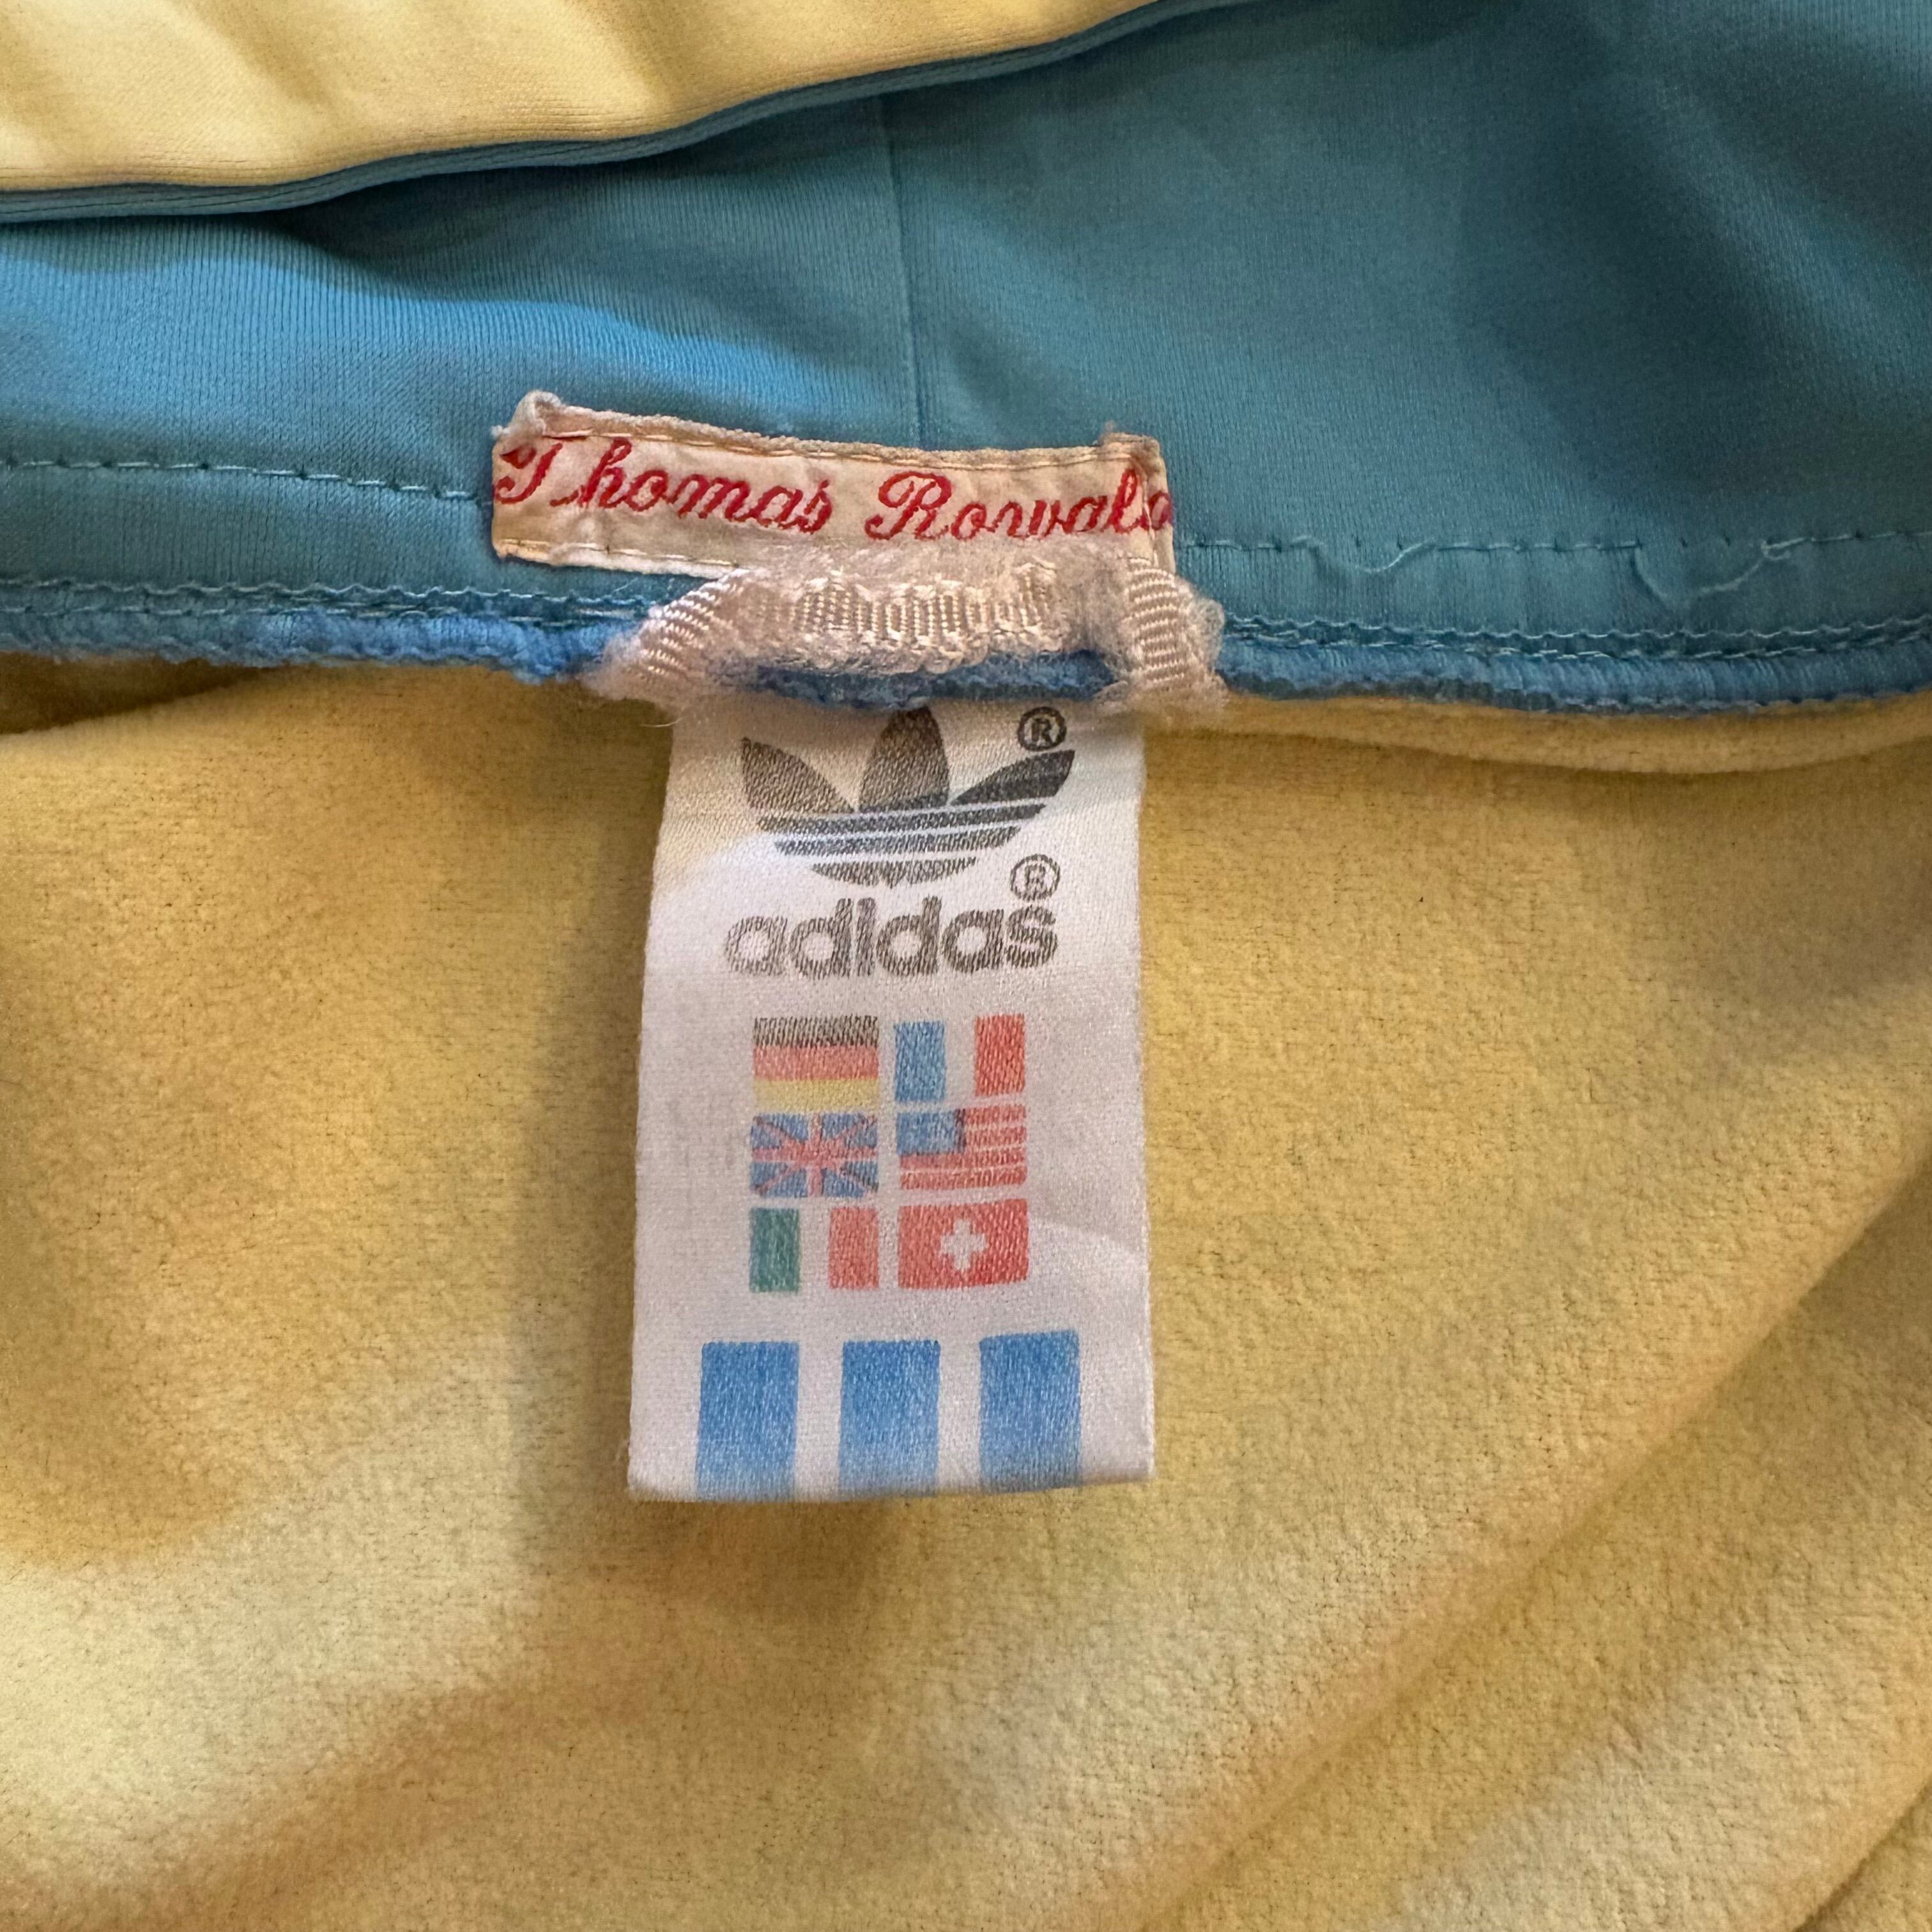 Thomas Rowald
®
®
adidas